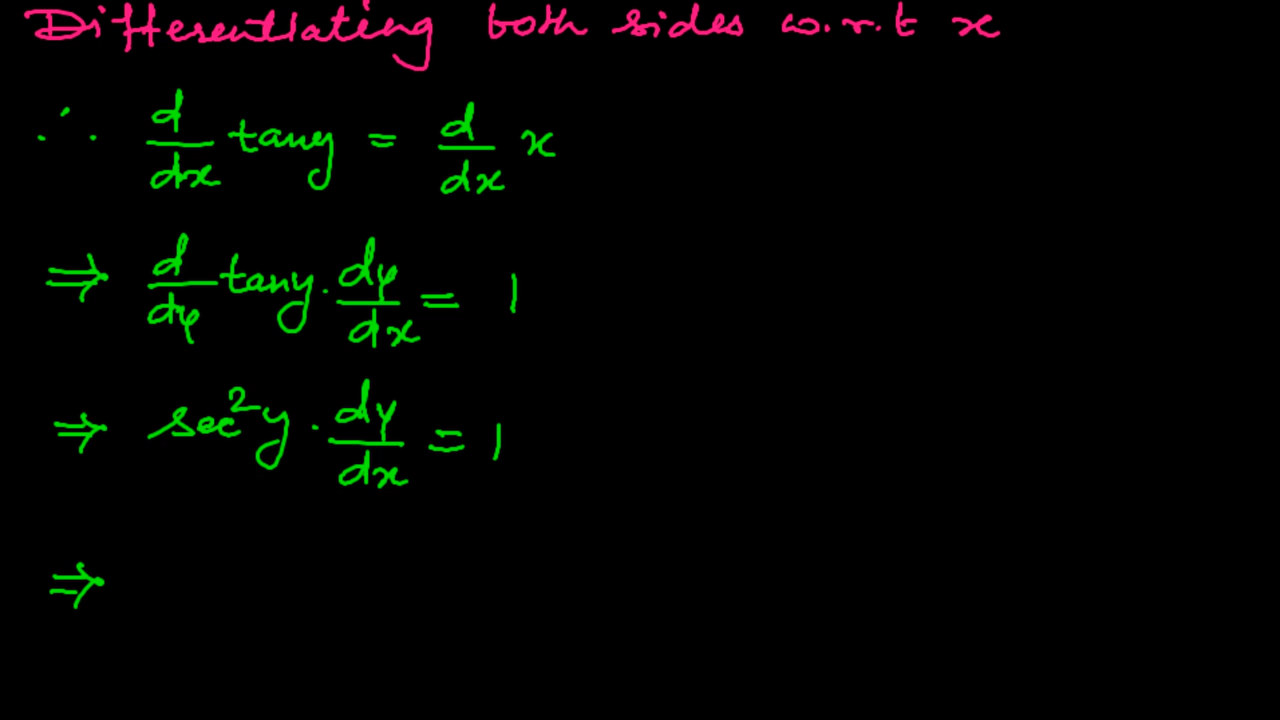 Differentiating both sides w.r.t x
∴ d/dx tany = d/dx x
⇒ d/dy tany . dy/dx = 1
⇒ sec²y . dy/dx = 1
⇒